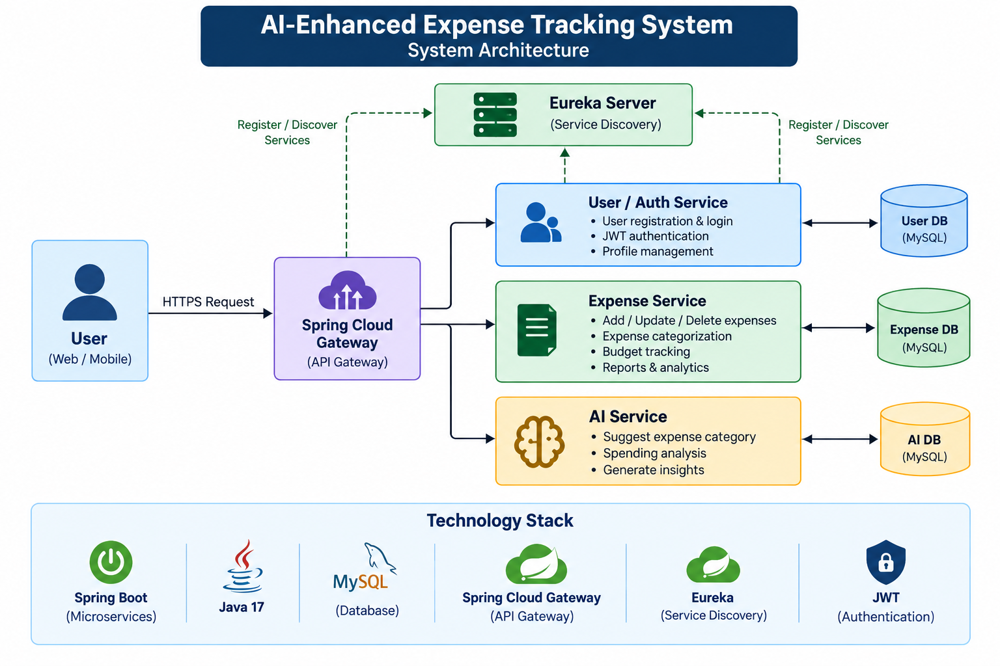 AI-Enhanced Expense Tracking System
System Architecture
Eureka Server
(Service Discovery)
Register / Discover
Services
Register / Discover
Services
User
(Web / Mobile)
HTTPS Request
Spring Cloud
Gateway
(API Gateway)
User / Auth Service
• User registration & login
• JWT authentication
• Profile management
User DB
(MySQL)
Expense Service
• Add / Update / Delete expenses
• Expense categorization
• Budget tracking
• Reports & analytics
Expense DB
(MySQL)
AI Service
• Suggest expense category
• Spending analysis
• Generate insights
AI DB
(MySQL)
Technology Stack
Spring Boot
(Microservices)
Java 17
MySQL
(Database)
Spring Cloud Gateway
(API Gateway)
Eureka
(Service Discovery)
JWT
(Authentication)